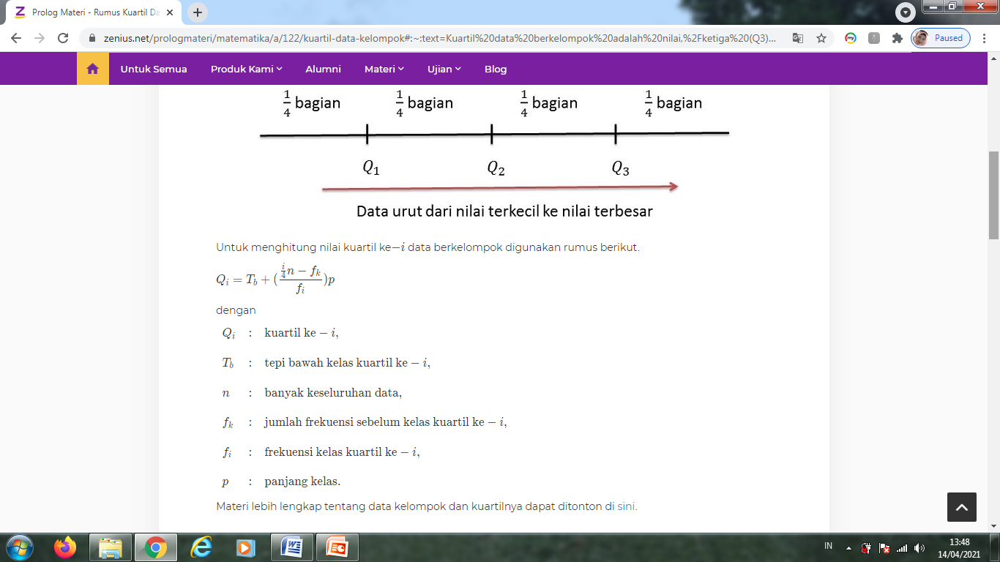 Prolog Materi - Rumus Kuartil Da
zenius.net/prologmateri/matematika/a/122/kuartil-data-kelompok#:~:text=Kuartil%20data%20berkelompok%20adalah%20nilai,%2Fketiga%20(Q3)...
Paused
Untuk Semua Produk Kami Alumni Materi Ujian Blog
1/4 bagian 1/4 bagian 1/4 bagian 1/4 bagian
Q₁ Q₂ Q₃
Data urut dari nilai terkecil ke nilai terbesar
Untuk menghitung nilai kuartil ke−i data berkelompok digunakan rumus berikut.
Qᵢ = T_b + ((i/4 n − f_k)/fᵢ)p
dengan
Qᵢ : kuartil ke − i,
T_b : tepi bawah kelas kuartil ke − i,
n : banyak keseluruhan data,
f_k : jumlah frekuensi sebelum kelas kuartil ke − i,
fᵢ : frekuensi kelas kuartil ke − i,
p : panjang kelas.
Materi lebih lengkap tentang data kelompok dan kuartilnya dapat ditonton di sini.
IN
13:48
14/04/2021